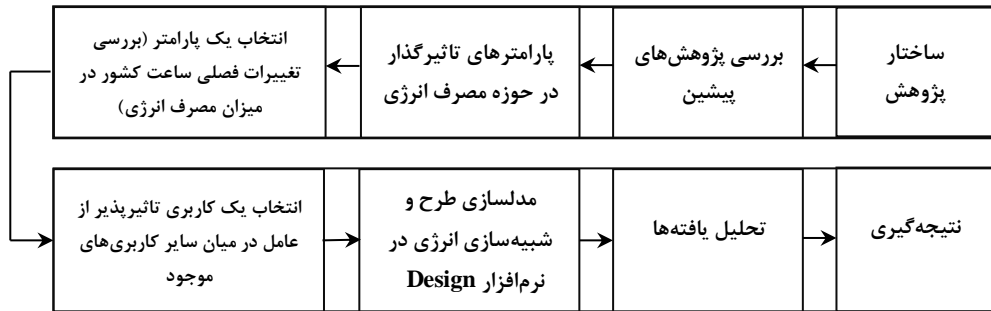 ساختار
پژوهش
بررسی پژوهش‌های
پیشین
پارامترهای تاثیرگذار
در حوزه مصرف انرژی
انتخاب یک پارامتر (بررسی
تغییرات فصلی ساعت کشور در
میزان مصرف انرژی)
انتخاب یک کاربری تاثیرپذیر از
عامل در میان سایر کاربری‌های
موجود
مدلسازی طرح و
شبیه‌سازی انرژی در
نرم‌افزار Design
تحلیل یافته‌ها
نتیجه‌گیری